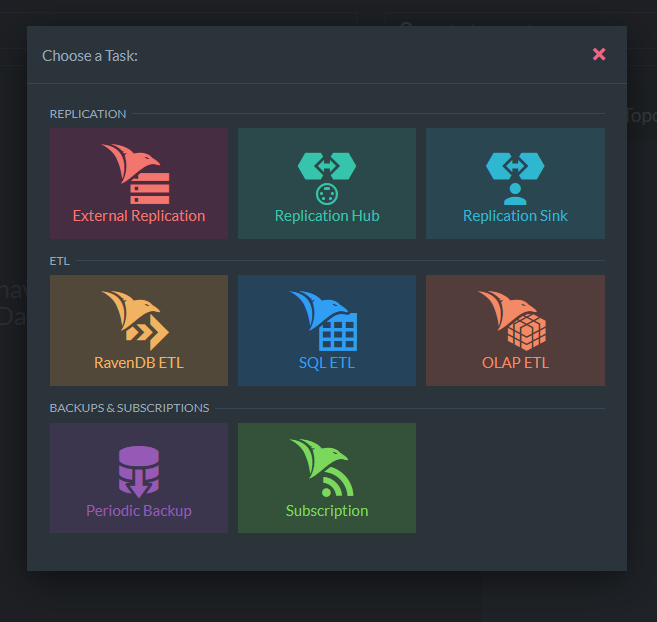 Choose a Task:
REPLICATION
External Replication
Replication Hub
Replication Sink
ETL
RavenDB ETL
SQL ETL
OLAP ETL
BACKUPS & SUBSCRIPTIONS
Periodic Backup
Subscription